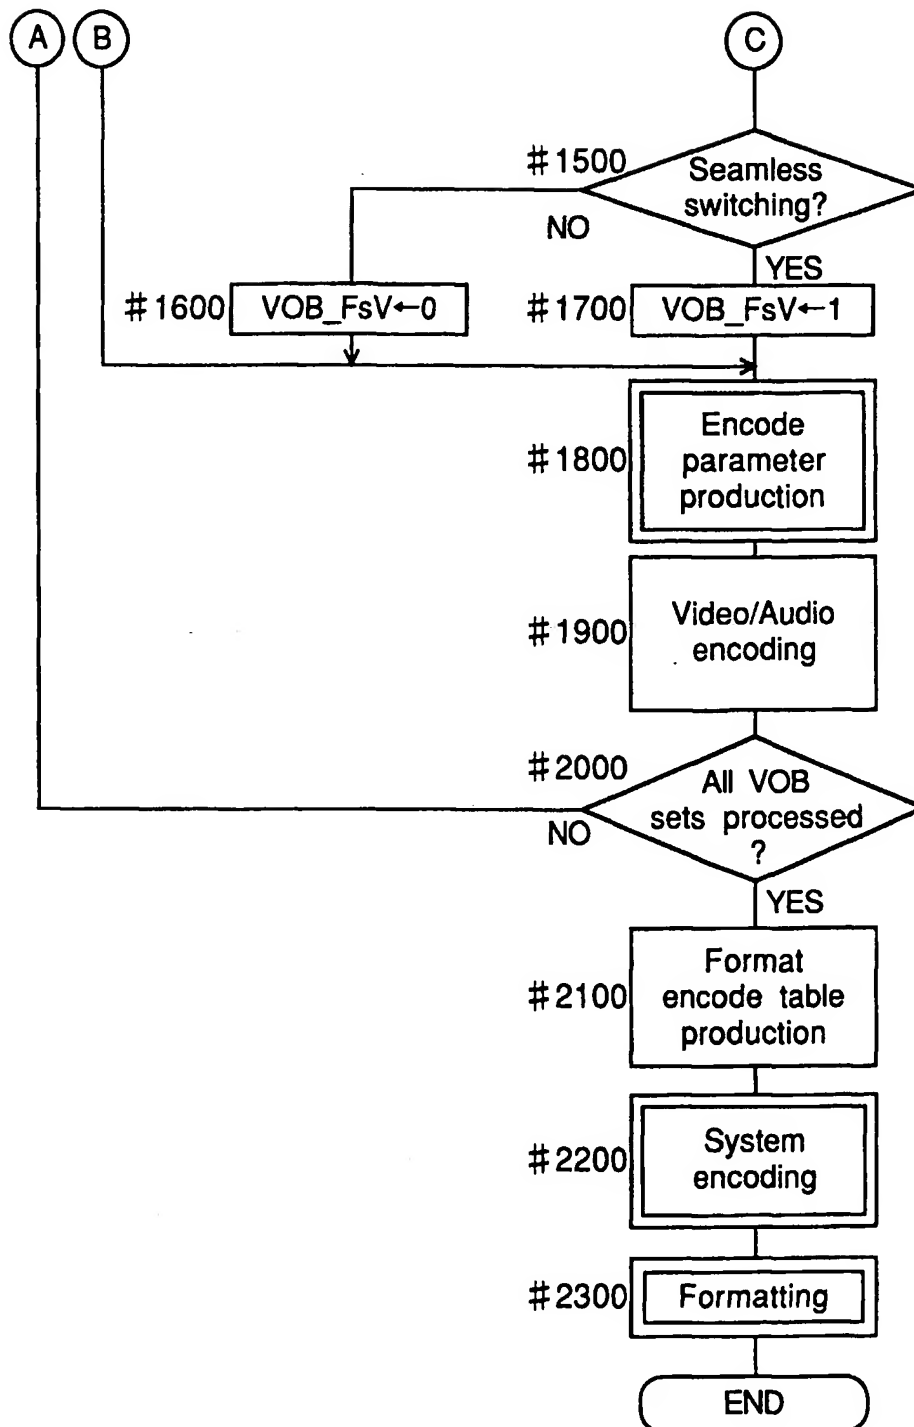 A B C
#1500
Seamless
switching?
NO
YES
#1600 VOB_FsV←0
#1700 VOB_FsV←1
#1800
Encode
parameter
production
#1900
Video/Audio
encoding
#2000
All VOB
sets processed
?
NO
YES
#2100
Format
encode table
production
#2200
System
encoding
#2300 Formatting
END